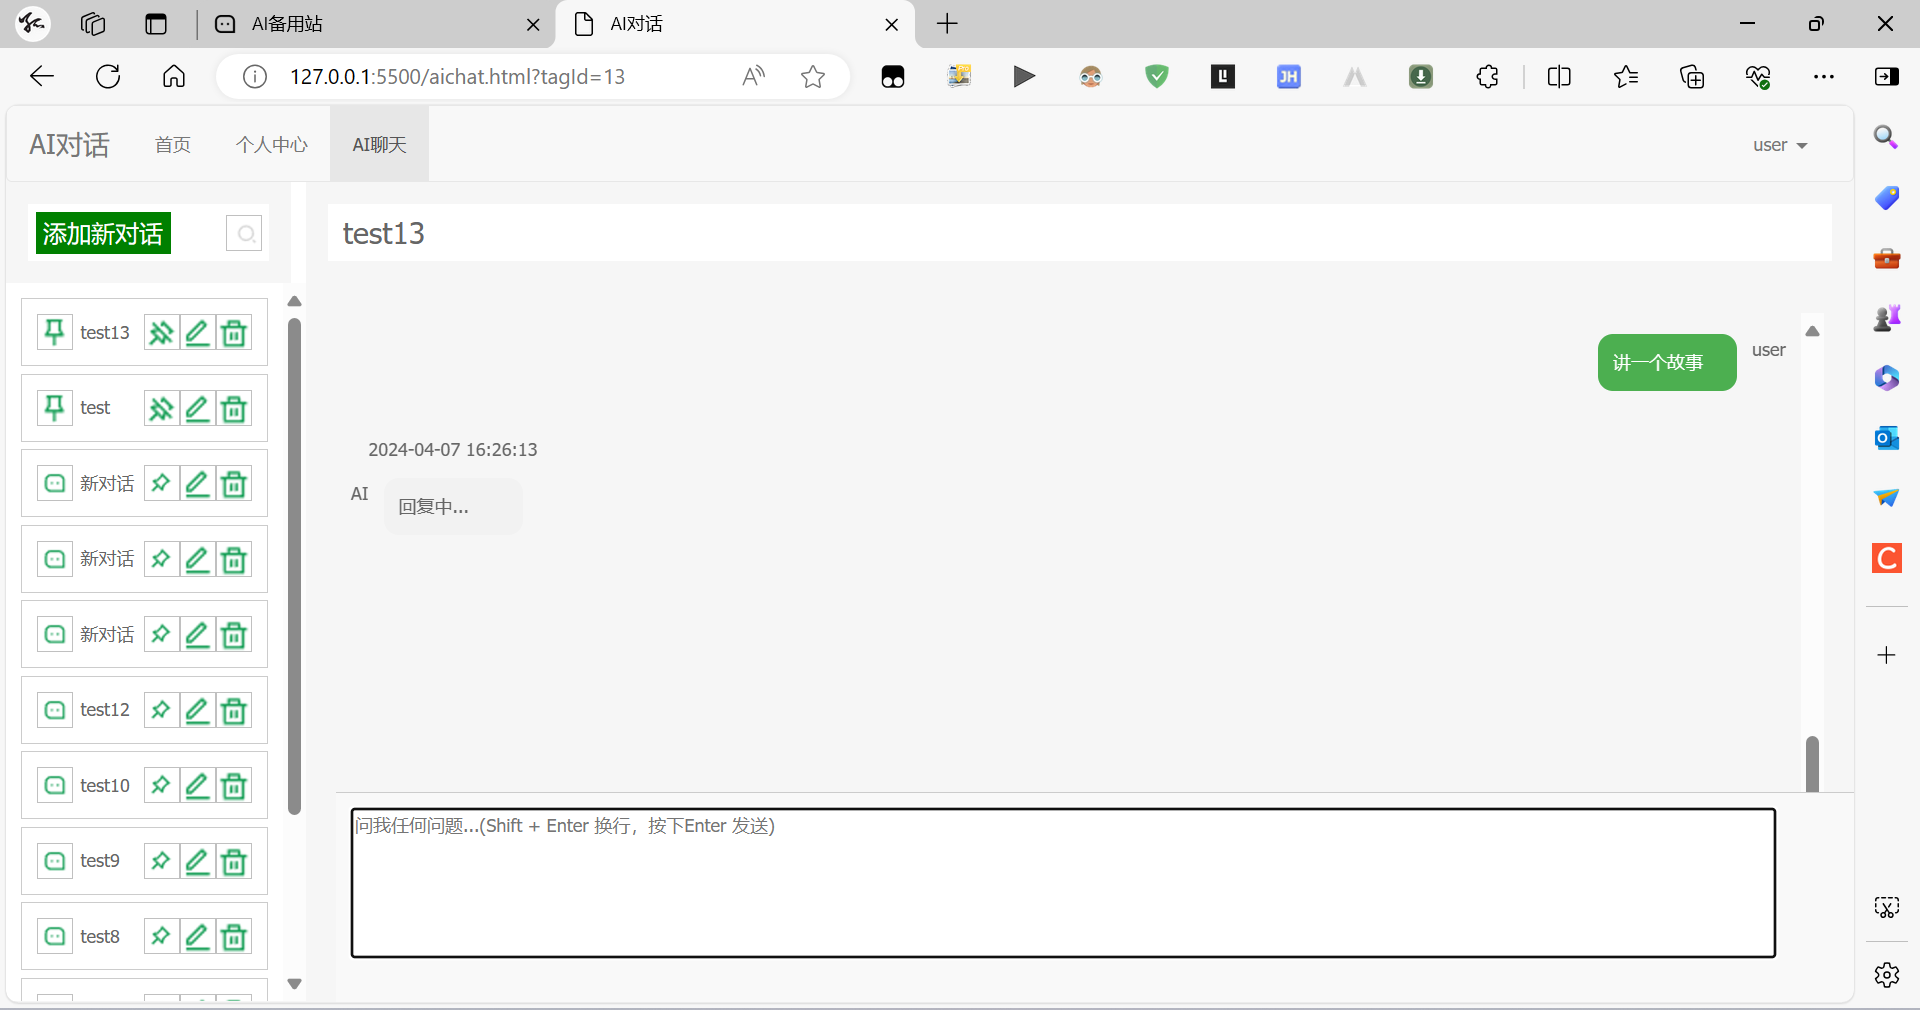 AI备用站
AI对话
127.0.0.1:5500/aichat.html?tagId=13
JH
AI对话
首页
个人中心
AI聊天
user
添加新对话
test13
test13
test
新对话
新对话
新对话
test12
test10
test9
test8
讲一个故事
user
2024-04-07 16:26:13
AI
回复中...
问我任何问题...(Shift + Enter 换行，按下Enter 发送)